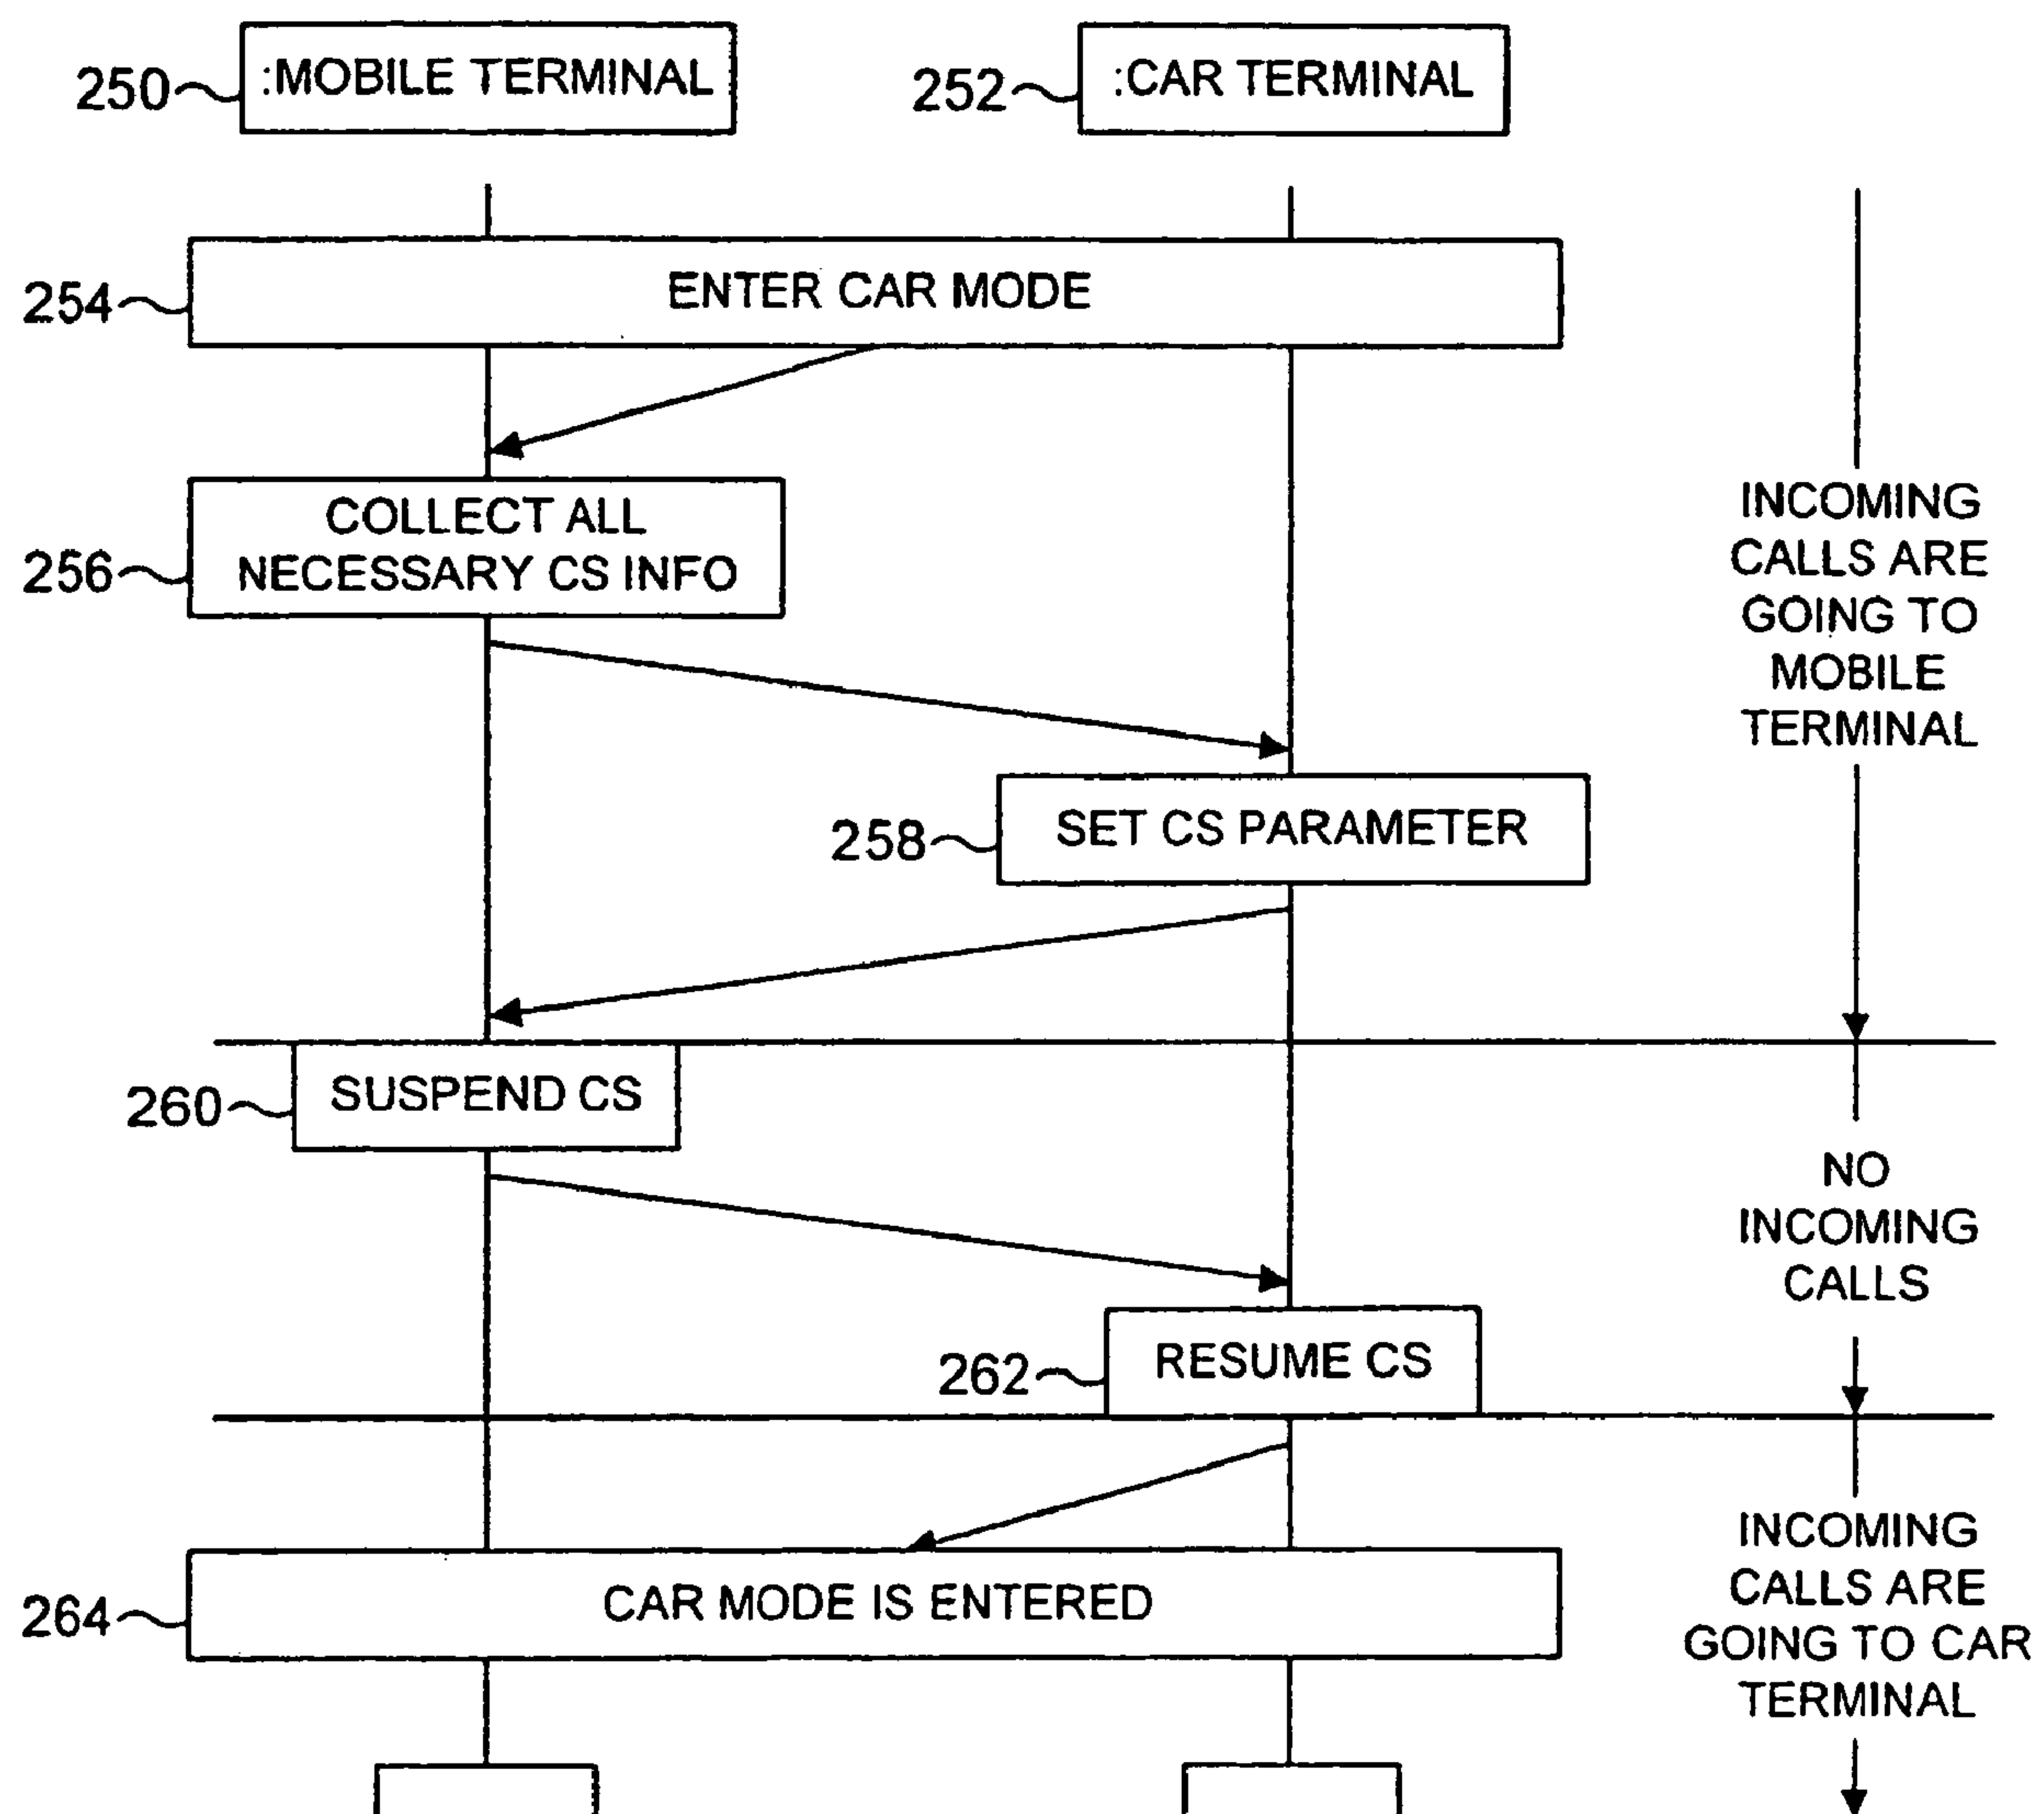 250
:MOBILE TERMINAL
252
:CAR TERMINAL
254
ENTER CAR MODE
256
COLLECT ALL
NECESSARY CS INFO
INCOMING
CALLS ARE
GOING TO
MOBILE
TERMINAL
258
SET CS PARAMETER
260
SUSPEND CS
NO
INCOMING
CALLS
262
RESUME CS
264
CAR MODE IS ENTERED
INCOMING
CALLS ARE
GOING TO CAR
TERMINAL